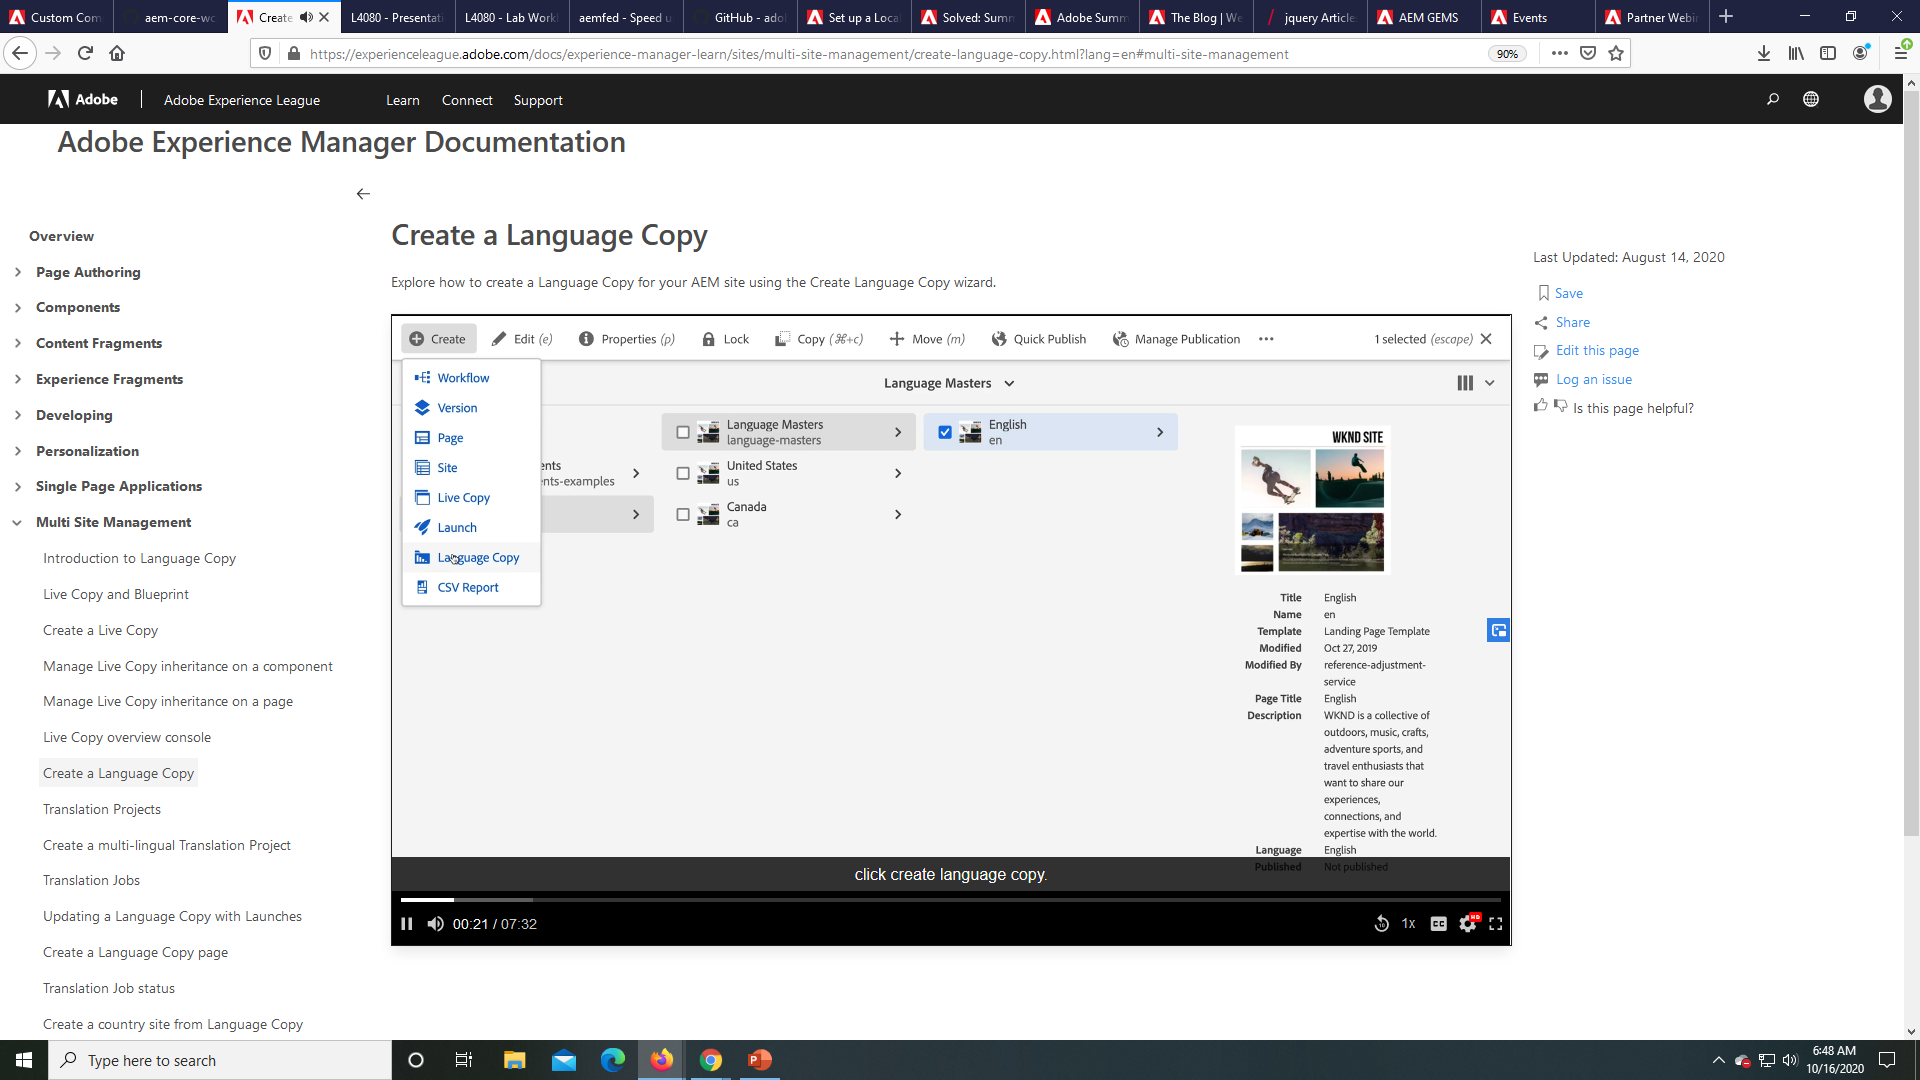 Custom Com
aem-core-wc
Create
L4080 - Presentati
L4080 - Lab Work
aemfed - Speed u
GitHub - ado
Set up a Loca
Solved: Sum
Adobe Summ
The Blog | We
jquery Article
AEM GEMS
Events
Partner Webin
https://experienceleague.adobe.com/docs/experience-manager-learn/sites/multi-site-management/create-language-copy.html?lang=en#multi-site-management
90%
Adobe
Adobe Experience League
Learn
Connect
Support
Adobe Experience Manager Documentation
Overview
Page Authoring
Components
Content Fragments
Experience Fragments
Developing
Personalization
Single Page Applications
Multi Site Management
Introduction to Language Copy
Live Copy and Blueprint
Create a Live Copy
Manage Live Copy inheritance on a component
Manage Live Copy inheritance on a page
Live Copy overview console
Create a Language Copy
Translation Projects
Create a multi-lingual Translation Project
Translation Jobs
Updating a Language Copy with Launches
Create a Language Copy page
Translation Job status
Create a country site from Language Copy
Create a Language Copy
Explore how to create a Language Copy for your AEM site using the Create Language Copy wizard.
Create
Edit (e)
Properties (p)
Lock
Copy (⌘+c)
Move (m)
Quick Publish
Manage Publication
1 selected (escape)
Language Masters
Workflow
Version
Page
Site
Live Copy
Launch
Language Copy
CSV Report
ents
ents-examples
Language Masters
language-masters
United States
us
Canada
ca
English
en
WKND SITE
Title English
Name en
Template Landing Page Template
Modified Oct 27, 2019
Modified By reference-adjustment-
service
Page Title English
Description WKND is a collective of
outdoors, music, crafts,
adventure sports, and
travel enthusiasts that
want to share our
experiences,
connections, and
expertise with the world.
Language English
Published Not published
click create language copy.
00:21 / 07:32
10
1x
CC
HD
Last Updated: August 14, 2020
Save
Share
Edit this page
Log an issue
Is this page helpful?
Type here to search
6:48 AM
10/16/2020